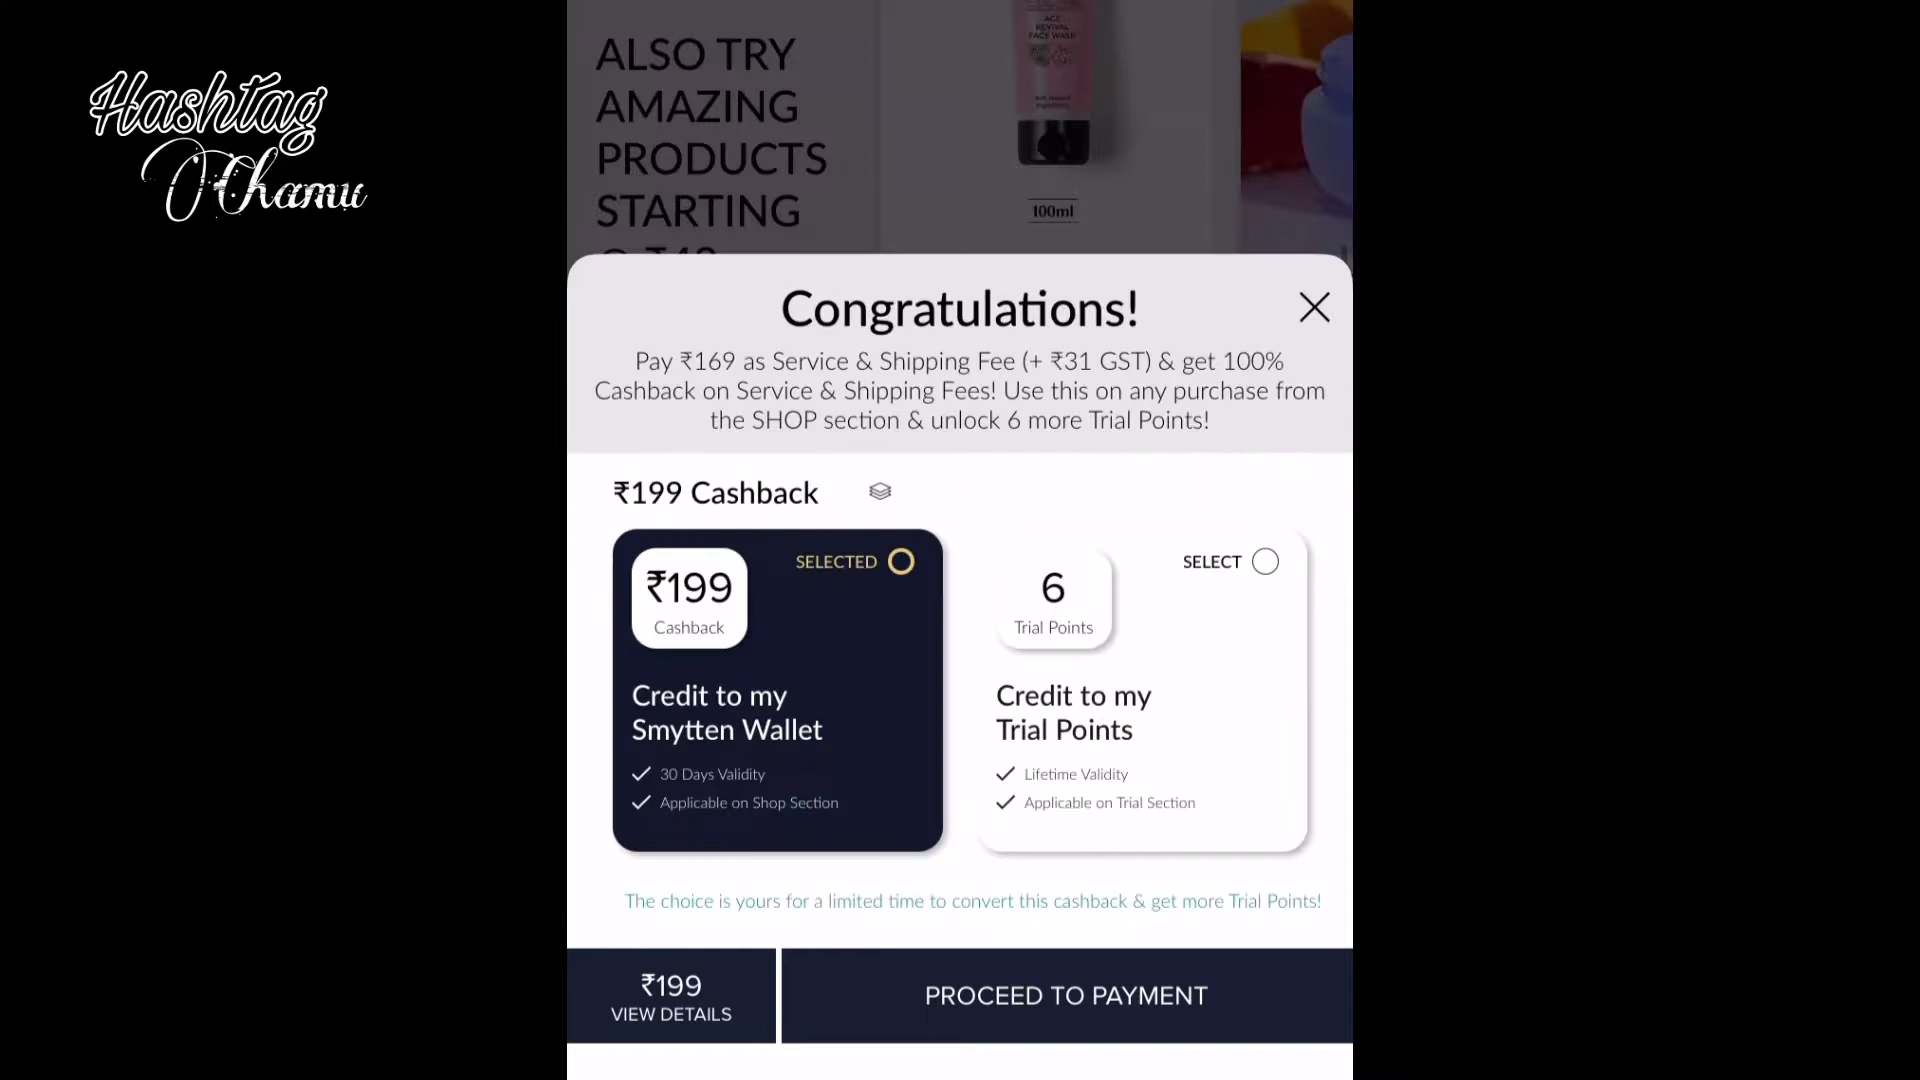 Hashtag
Chamu
ALSO TRY
AMAZING
PRODUCTS
STARTING
AGE
REVIVAL
FACE WASH
100ml
Congratulations!
Pay ₹169 as Service & Shipping Fee (+ ₹31 GST) & get 100%
Cashback on Service & Shipping Fees! Use this on any purchase from
the SHOP section & unlock 6 more Trial Points!
₹199 Cashback
₹199
Cashback
SELECTED
Credit to my
Smytten Wallet
30 Days Validity
Applicable on Shop Section
6
Trial Points
SELECT
Credit to my
Trial Points
Lifetime Validity
Applicable on Trial Section
The choice is yours for a limited time to convert this cashback & get more Trial Points!
₹199
VIEW DETAILS
PROCEED TO PAYMENT